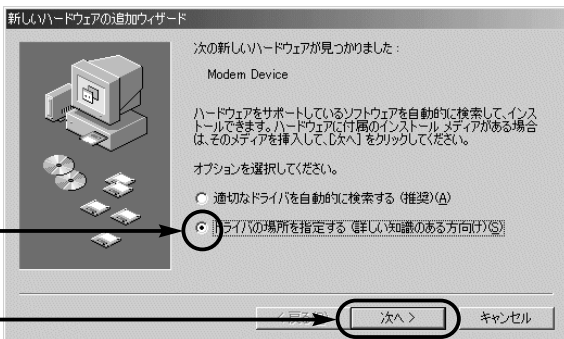 新しいハードウェアの追加ウィザード
次の新しいハードウェアが見つかりました :
Modem Device
ハードウェアをサポートしているソフトウェアを自動的に検索して、インス
トールできます。ハードウェアに付属のインストール メディアがある場合
は、そのメディアを挿入して、[次へ] をクリックしてください。
オプションを選択してください。
適切なドライバを自動的に検索する (推奨)(A)
ドライバの場所を指定する (詳しい知識のある方向け)(S)
< 戻る(B)
次へ >
キャンセル